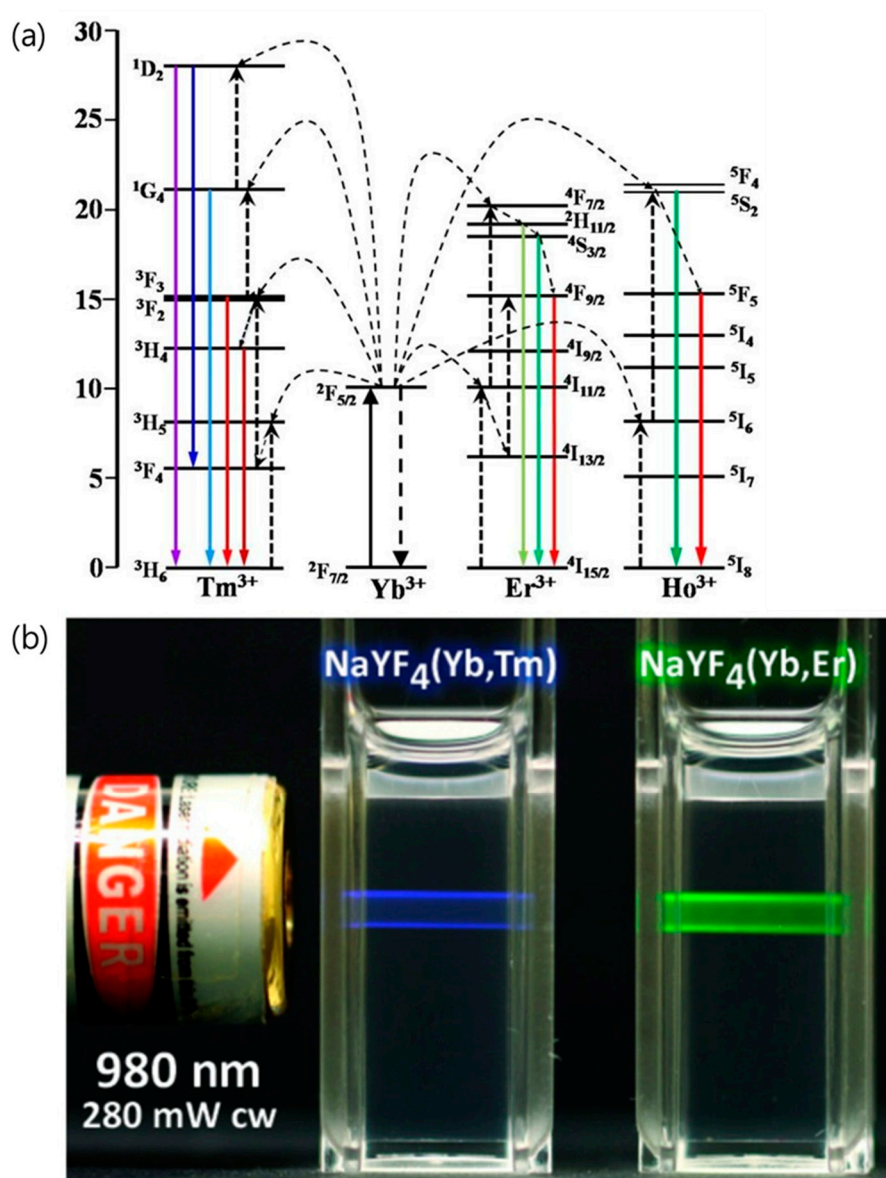 (a)
30
25
20
15
10
5
0
¹D₂
¹G₄
³F₃
³F₂
³H₄
³H₅
³F₄
³H₆
Tm³⁺
²F₅/₂
²F₇/₂
Yb³⁺
⁴F₇/₂
²H₁₁/₂
⁴S₃/₂
⁴F₉/₂
⁴I₉/₂
⁴I₁₁/₂
⁴I₁₃/₂
⁴I₁₅/₂
Er³⁺
⁵F₄
⁵S₂
⁵F₅
⁵I₄
⁵I₅
⁵I₆
⁵I₇
⁵I₈
Ho³⁺
(b)
NaYF₄(Yb,Tm)
NaYF₄(Yb,Er)
DANGER
is emitted from
980 nm
280 mW cw